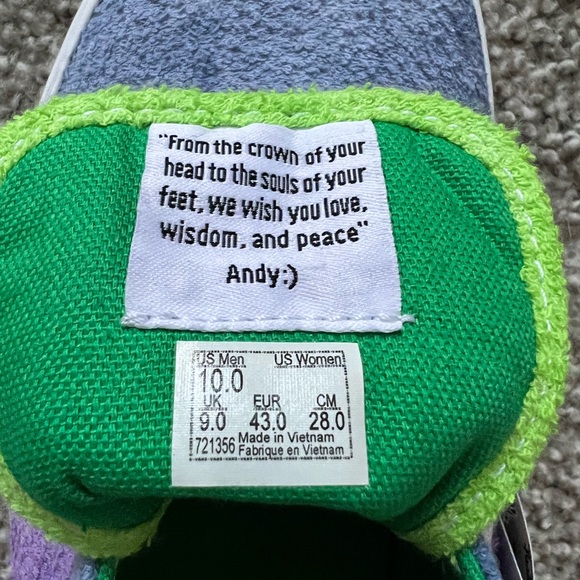 "From the crown of your
head to the souls of your
feet, we wish you love,
wisdom, and peace"
Andy:)
US Men US Women
10.0
UK EUR CM
9.0 43.0 28.0
721356 Made in Vietnam
Fabrique en Vietnam